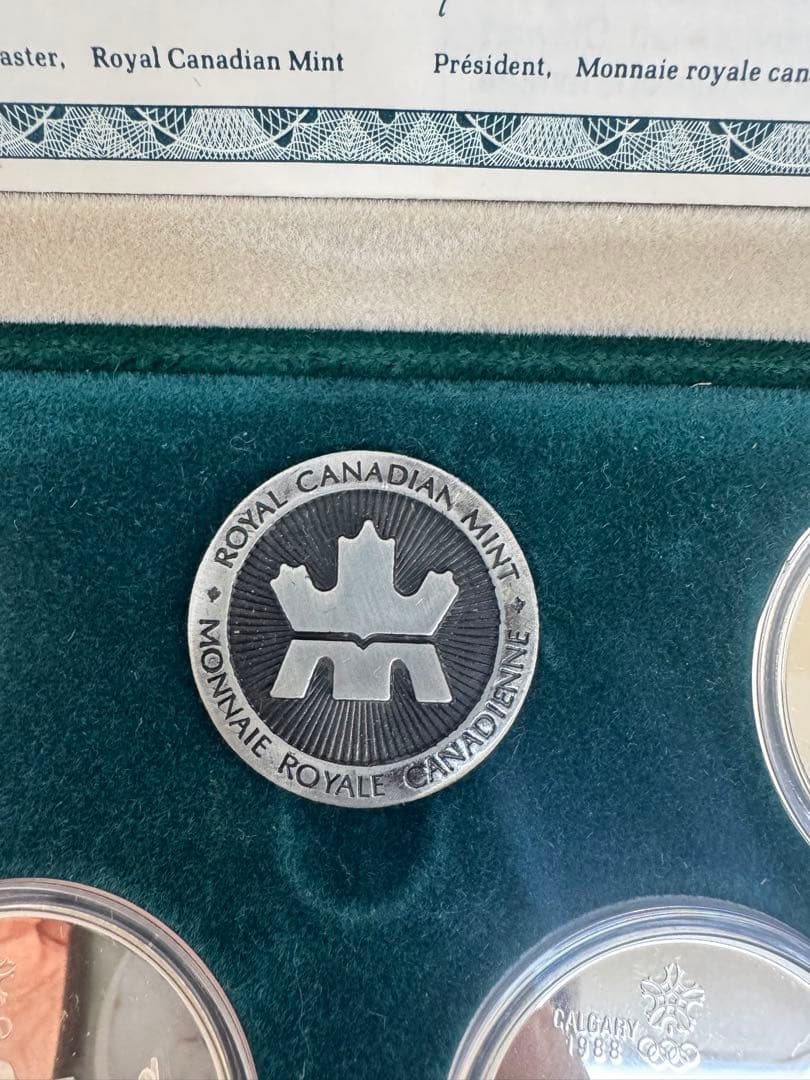 aster, Royal Canadian Mint
Président, Monnaie royale can
ROYAL CANADIAN MINT
MONNAIE ROYALE CANADIENNE
CALGARY
1988